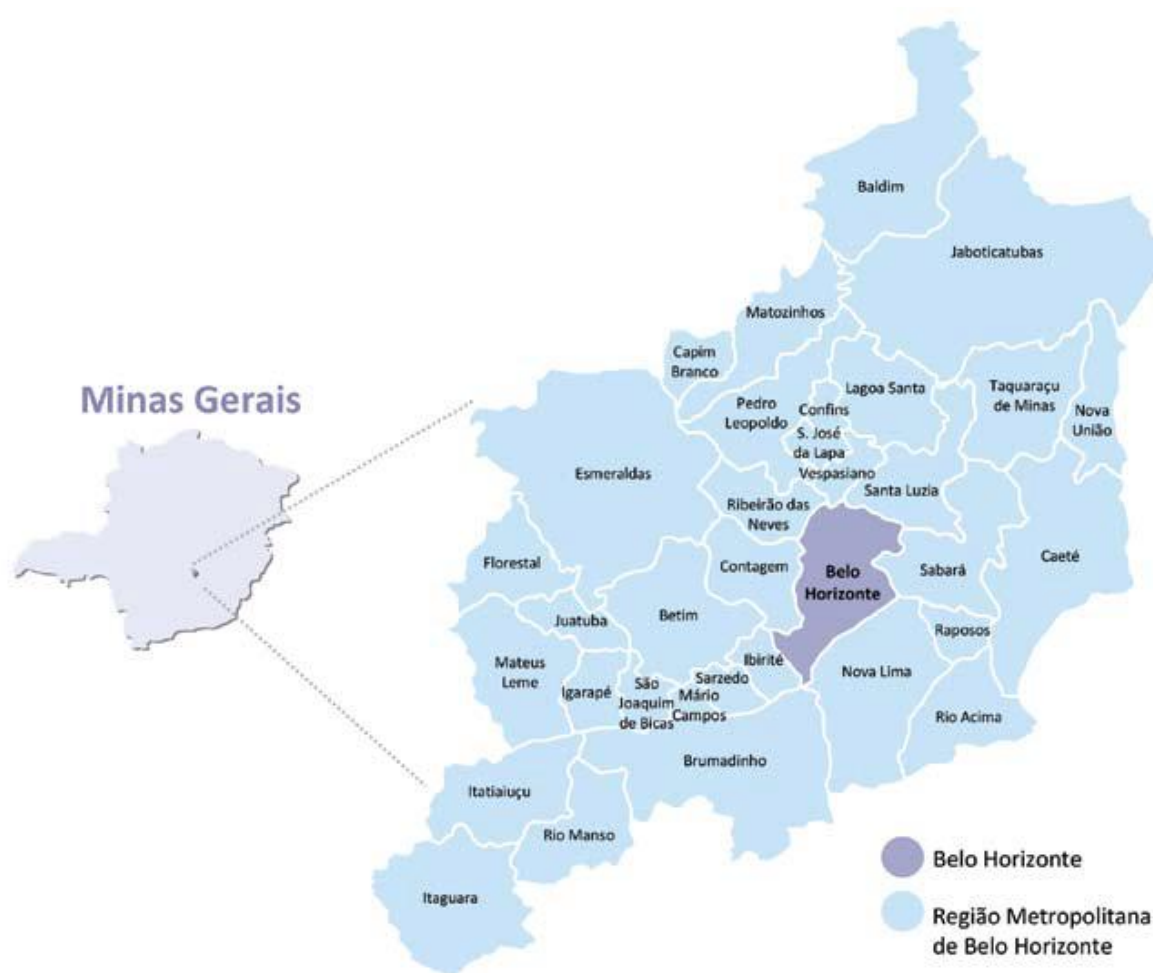 Baldim
Jaboticatubas
Matozinhos
Capim
Branco
Minas Gerais
Lagoa Santa
Taquaraçu
de Minas
Nova
União
Pedro
Leopoldo
Confins
S. José
da Lapa
Vespasiano
Esmeraldas
Santa Luzia
Ribeirão das
Neves
Florestal
Contagem
Belo
Horizonte
Sabará
Caeté
Juatuba
Betim
Raposos
Mateus
Leme
Igarapé
São
Joaquim
de Bicas
Sarzedo
Mário
Campos
Ibirité
Nova Lima
Rio Acima
Brumadinho
Itatiaiuçu
Rio Manso
Itaguara
Belo Horizonte
Região Metropolitana
de Belo Horizonte